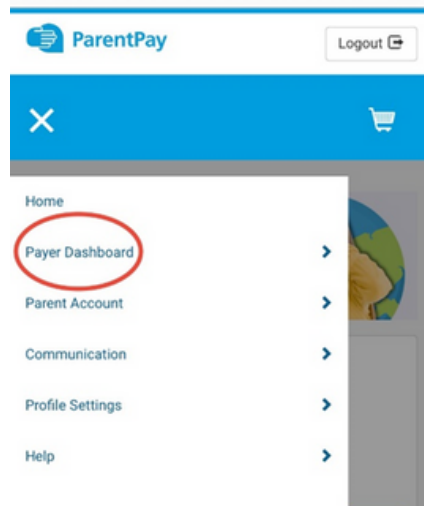 ParentPay
Logout
Home
Payer Dashboard
Parent Account
Communication
Profile Settings
Help